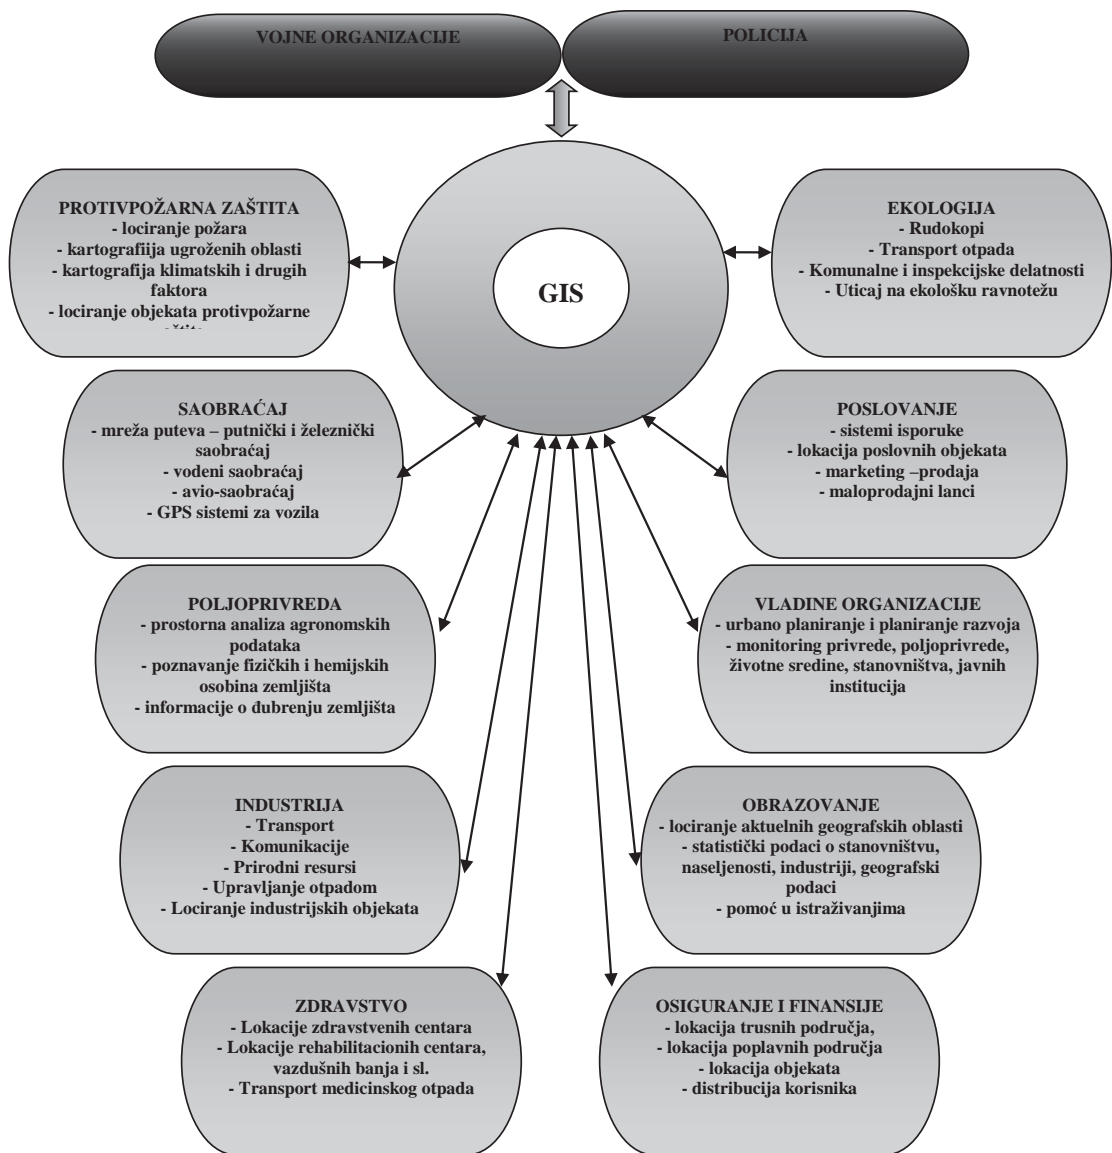 VOJNE ORGANIZACIJE
POLICIJA
GIS
PROTIVPOŽARNA ZAŠTITA
- lociranje požara
- kartografiija ugroženih oblasti
- kartografija klimatskih i drugih
faktora
- lociranje objekata protivpožarne
EKOLOGIJA
- Rudokopi
- Transport otpada
- Komunalne i inspekcijske delatnosti
- Uticaj na ekološku ravnotežu
SAOBRAĆAJ
- mreža puteva – putnički i železnički
saobraćaj
- vodeni saobraćaj
- avio-saobraćaj
- GPS sistemi za vozila
POSLOVANJE
- sistemi isporuke
- lokacija poslovnih objekata
- marketing –prodaja
- maloprodajni lanci
POLJOPRIVREDA
- prostorna analiza agronomskih
podataka
- poznavanje fizičkih i hemijskih
osobina zemljišta
- informacije o đubrenju zemljišta
VLADINE ORGANIZACIJE
- urbano planiranje i planiranje razvoja
- monitoring privrede, poljoprivrede,
životne sredine, stanovništva, javnih
institucija
INDUSTRIJA
- Transport
- Komunikacije
- Prirodni resursi
- Upravljanje otpadom
- Lociranje industrijskih objekata
OBRAZOVANJE
- lociranje aktuelnih geografskih oblasti
- statistički podaci o stanovništvu,
naseljenosti, industriji, geografski
podaci
- pomoć u istraživanjima
ZDRAVSTVO
- Lokacije zdravstvenih centara
- Lokacije rehabilitacionih centara,
vazdušnih banja i sl.
- Transport medicinskog otpada
OSIGURANJE I FINANSIJE
- lokacija trusnih područja,
- lokacija poplavnih područja
- lokacija objekata
- distribucija korisnika